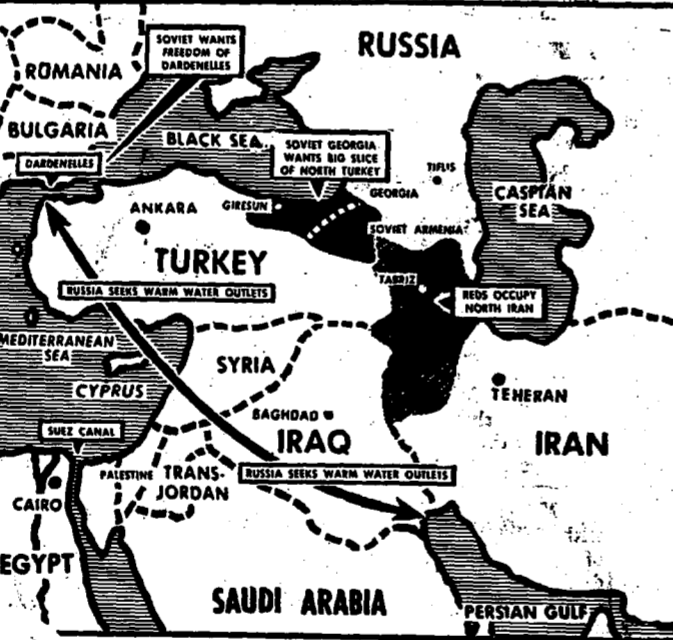 SOVIET WANTS
FREEDOM OF
DARDENELLES
RUSSIA
ROMANIA
BULGARIA
BLACK SEA
SOVIET GEORGIA
WANTS BIG SLICE
OF NORTH TURKEY
DARDENELLES
TIFLIS
GEORGIA
CASPIAN
SEA
ANKARA
GIRESUN
SOVIET ARMENIA
TURKEY
TABRIZ
RUSSIA SEEKS WARM WATER OUTLETS
REDS OCCUPY
NORTH IRAN
MEDITERRANEAN
SEA
SYRIA
CYPRUS
TEHERAN
BAGHDAD
SUEZ CANAL
IRAQ
IRAN
PALESTINE
TRANS-
JORDAN
RUSSIA SEEKS WARM WATER OUTLETS
CAIRO
EGYPT
SAUDI ARABIA
PERSIAN GULF